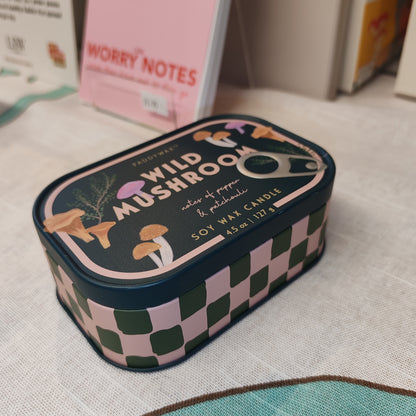 WORRY NOTES
PADDYWAX
WILD
MUSHROOM
notes of pepper
& patchouli
SOY WAX CANDLE
4.5 oz | 127 g